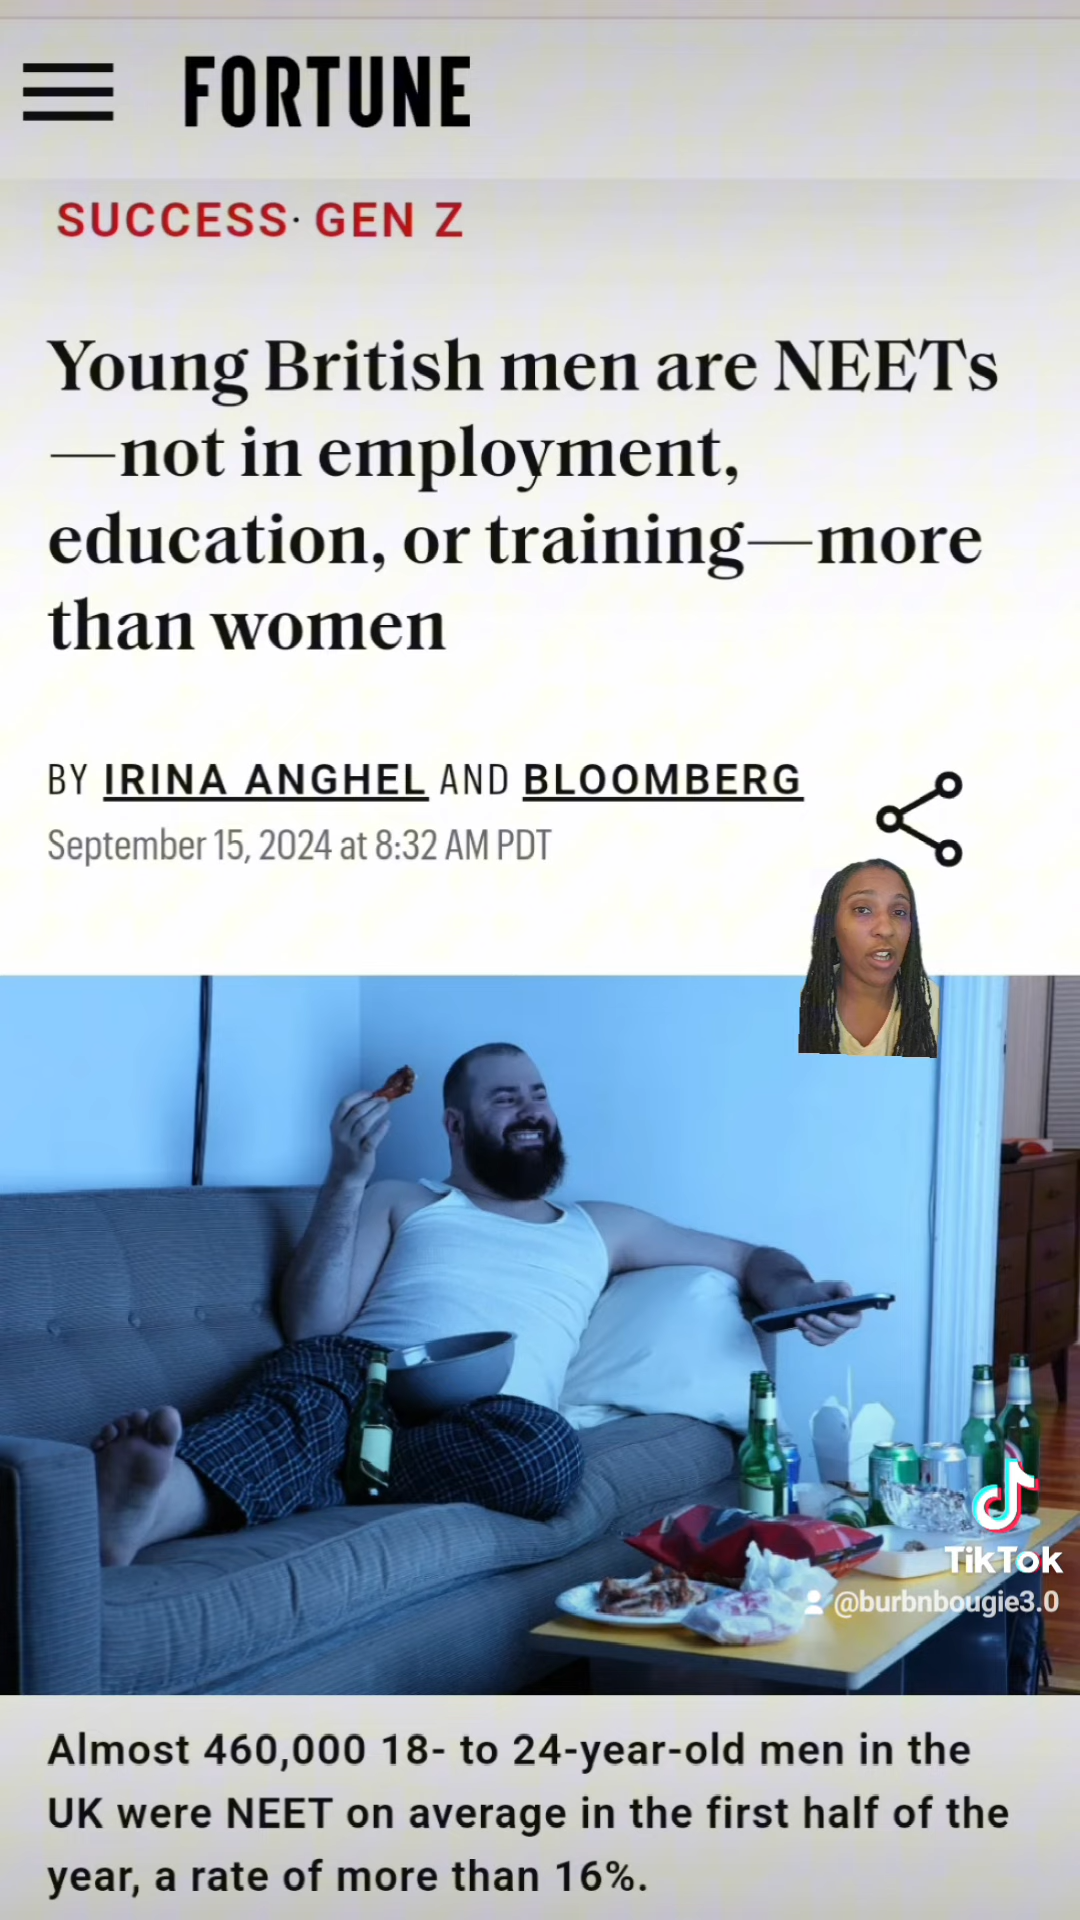 FORTUNE
SUCCESS· GEN Z
Young British men are NEETs
—not in employment,
education, or training—more
than women
BY IRINA ANGHEL AND BLOOMBERG
September 15, 2024 at 8:32 AM PDT
TikTok
@burbnbougie3.0
Almost 460,000 18- to 24-year-old men in the
UK were NEET on average in the first half of the
year, a rate of more than 16%.